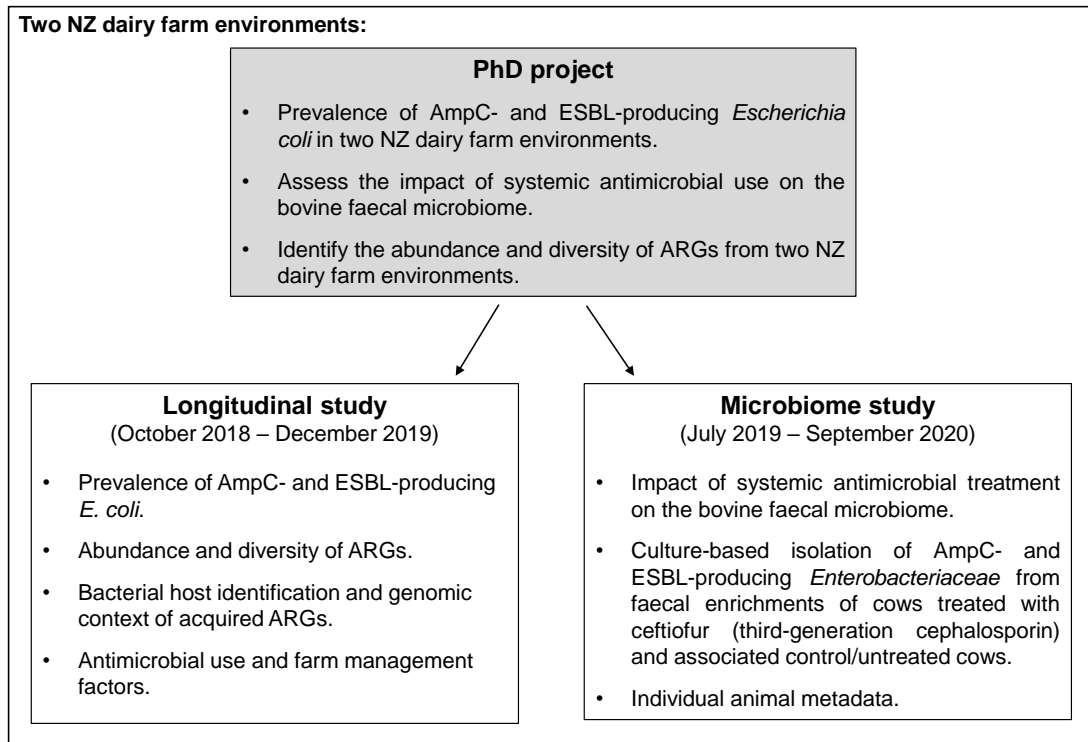 Two NZ dairy farm environments:
PhD project
• Prevalence of AmpC- and ESBL-producing Escherichia
coli in two NZ dairy farm environments.
• Assess the impact of systemic antimicrobial use on the
bovine faecal microbiome.
• Identify the abundance and diversity of ARGs from two NZ
dairy farm environments.
Longitudinal study
(October 2018 – December 2019)
• Prevalence of AmpC- and ESBL-producing
E. coli.
• Abundance and diversity of ARGs.
• Bacterial host identification and genomic
context of acquired ARGs.
• Antimicrobial use and farm management
factors.
Microbiome study
(July 2019 – September 2020)
• Impact of systemic antimicrobial treatment
on the bovine faecal microbiome.
• Culture-based isolation of AmpC- and
ESBL-producing Enterobacteriaceae from
faecal enrichments of cows treated with
ceftiofur (third-generation cephalosporin)
and associated control/untreated cows.
• Individual animal metadata.